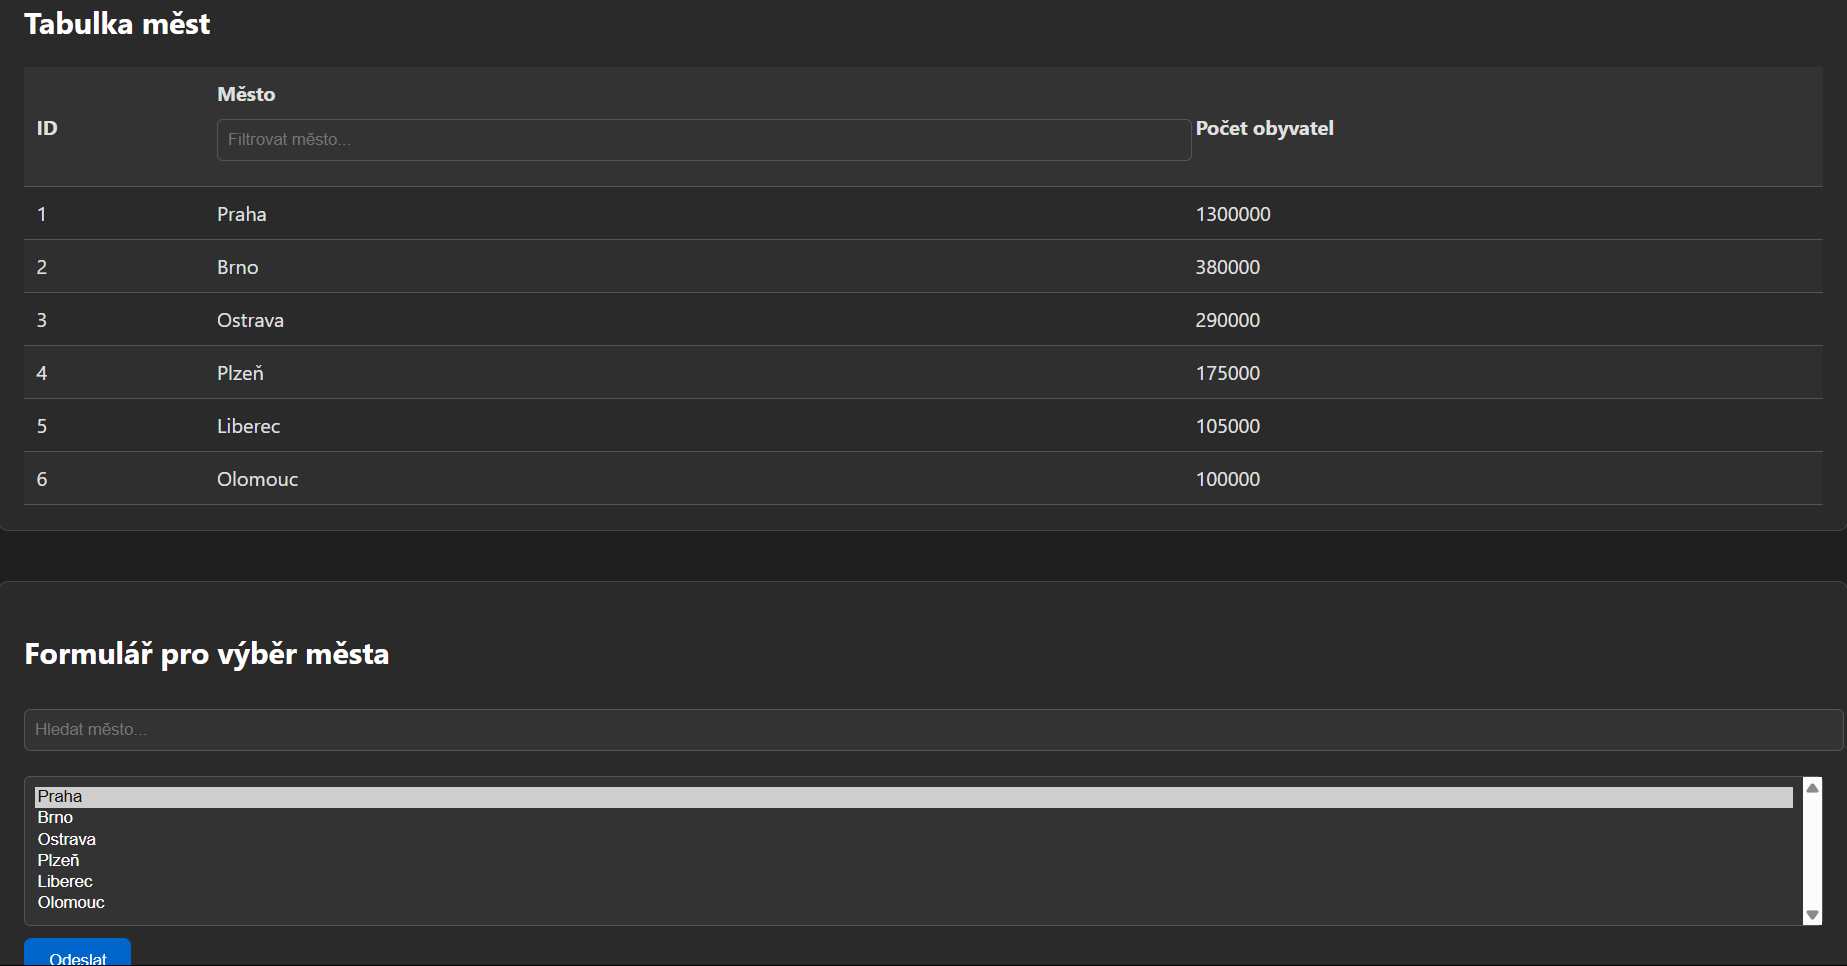 Tabulka měst
ID Město Počet obyvatel
Filtrovat město...
1 Praha 1300000
2 Brno 380000
3 Ostrava 290000
4 Plzeň 175000
5 Liberec 105000
6 Olomouc 100000
Formulář pro výběr města
Hledat město...
Praha
Brno
Ostrava
Plzeň
Liberec
Olomouc
Odeslat